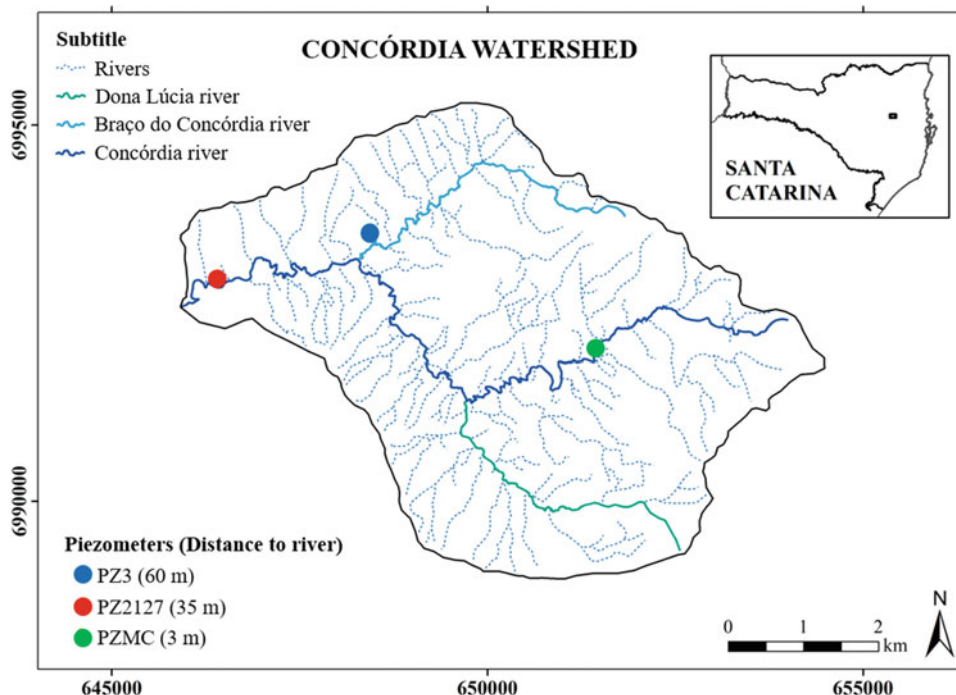 CONCÓRDIA WATERSHED
Subtitle
Rivers
Dona Lúcia river
Braço do Concórdia river
Concórdia river
SANTA
CATARINA
6995000
6990000
Piezometers (Distance to river)
PZ3 (60 m)
PZ2127 (35 m)
PZMC (3 m)
N
0 1 2
km
645000 650000 655000